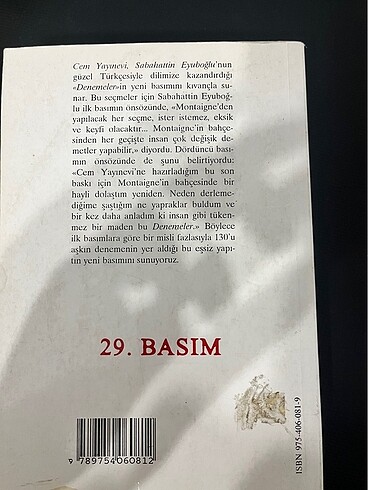 Cem Yayınevi, Sabahattin Eyuboğlu'nun
güzel Türkçesiyle dilimize kazandırdığı
«Denemeler»in yeni basımını kıvançla su-
nar. Bu seçmeler için Sabahattin Eyuboğ-
lu ilk basımın önsözünde, «Montaigne'den
yapılacak her seçme, ister istemez, eksik
ve keyfi olacaktır... Montaigne'in bahçe-
sinden her geçişte insan çok değişik de-
metler yapabilir,» diyordu. Dördüncü bası-
mın önsözünde de şunu belirtiyordu:
«Cem Yayınevi'ne hazırladığım bu son
baskı için Montaigne'in bahçesinde bir
hayli dolaştım yeniden. Neden derleme-
diğime şaştığım ne yapraklar buldum ve
bir kez daha anladım ki insan gibi tüken-
mez bir maden bu Denemeler.» Böylece
ilk basımlara göre bir misli fazlasıyla 130'u
aşkın denemenin yer aldığı bu eşsiz yapı-
tın yeni basımını sunuyoruz.
29. BASIM
ISBN 975-406-081-9
9 789754 060812